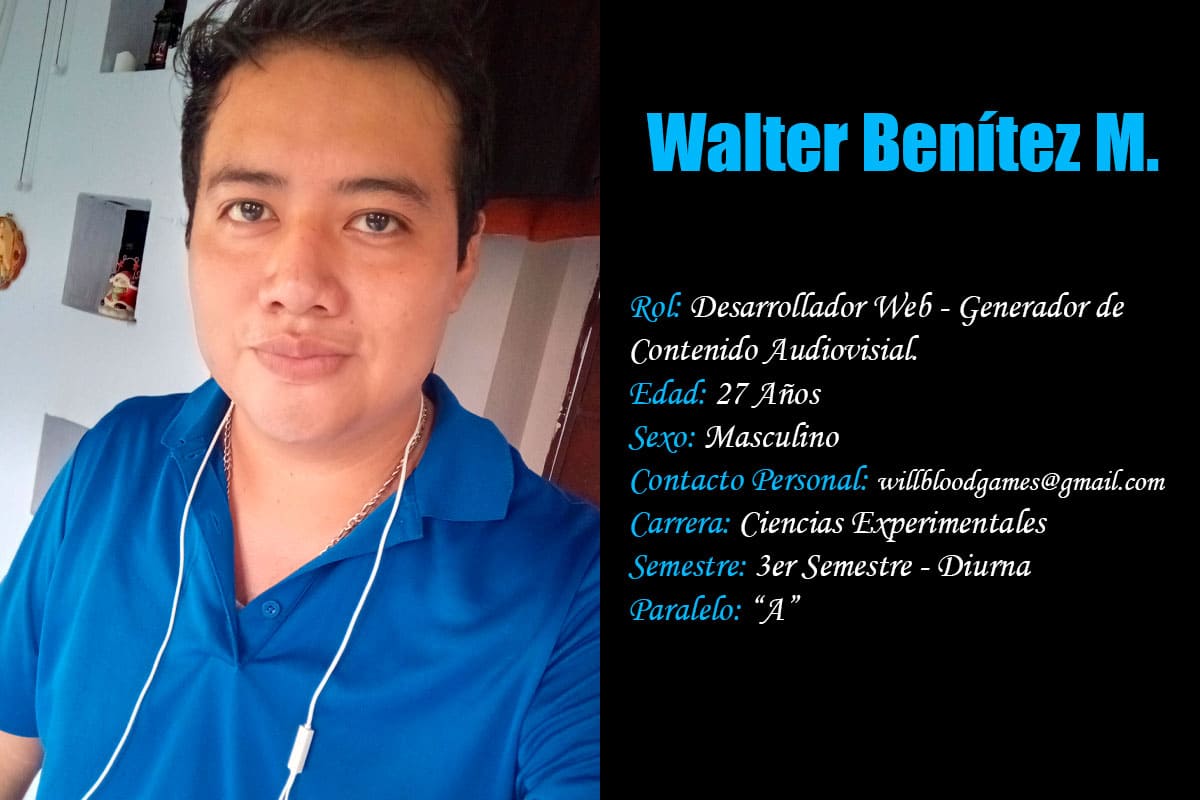 Walter Benítez M.
Rol: Desarrollador Web - Generador de
Contenido Audiovisial.
Edad: 27 Años
Sexo: Masculino
Contacto Personal: willbloodgames@gmail.com
Carrera: Ciencias Experimentales
Semestre: 3er Semestre - Diurna
Paralelo: “A”